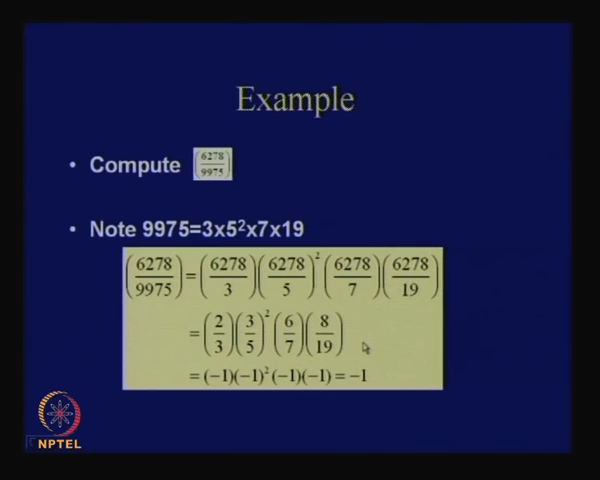 Example
• Compute (6278/9975)
• Note 9975=3x5²x7x19
(6278/9975) = (6278/3)(6278/5)²(6278/7)(6278/19)
= (2/3)(3/5)²(6/7)(8/19)
= (−1)(−1)²(−1)(−1) = −1
NPTEL